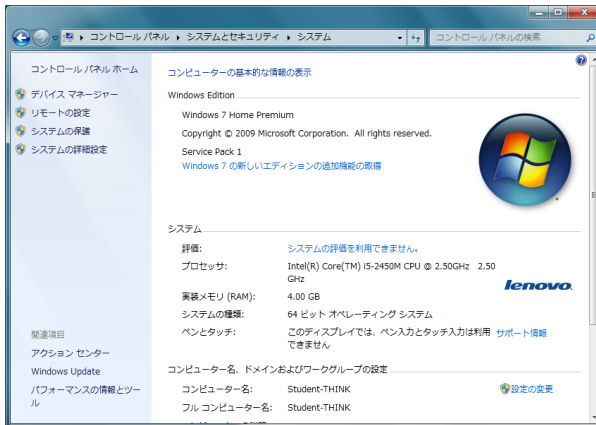 コントロール パネル ▸ システムとセキュリティ ▸ システム
コントロール パネルの検索
コントロール パネル ホーム
デバイス マネージャー
リモートの設定
システムの保護
システムの詳細設定
コンピューターの基本的な情報の表示
Windows Edition
Windows 7 Home Premium
Copyright © 2009 Microsoft Corporation. All rights reserved.
Service Pack 1
Windows 7 の新しいエディションの追加機能の取得
システム
評価: システムの評価を利用できません。
プロセッサ: Intel(R) Core(TM) i5-2450M CPU @ 2.50GHz 2.50
GHz
lenovo
実装メモリ (RAM): 4.00 GB
システムの種類: 64 ビット オペレーティング システム
ペンとタッチ: このディスプレイでは、ペン入力とタッチ入力は利用
できません
サポート情報
コンピューター名、ドメインおよびワークグループの設定
コンピューター名: Student-THINK
設定の変更
フル コンピューター名: Student-THINK
関連項目
アクション センター
Windows Update
パフォーマンスの情報とツー
ル